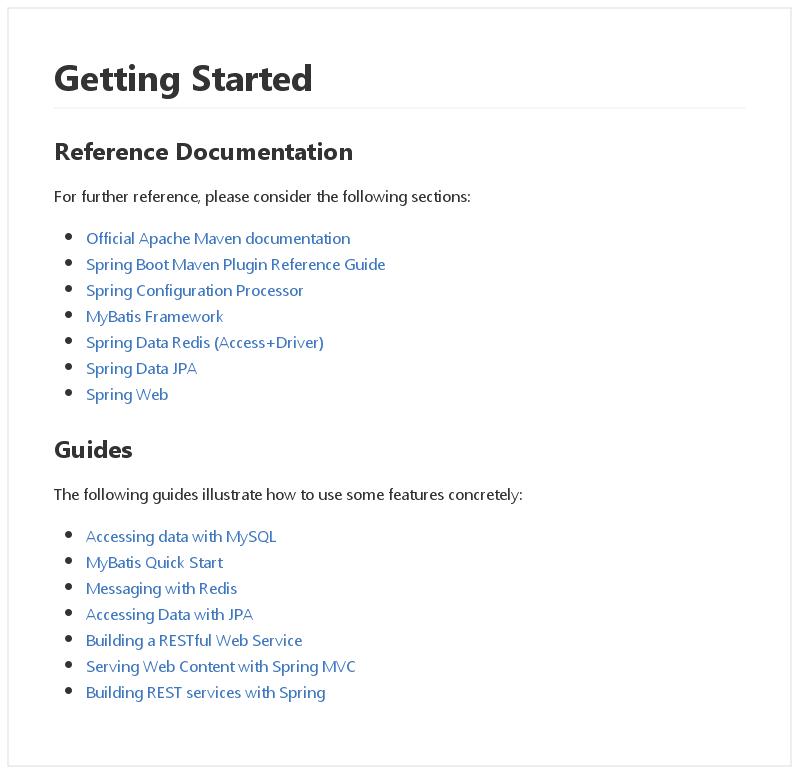 Getting Started
Reference Documentation
For further reference, please consider the following sections:
Official Apache Maven documentation
Spring Boot Maven Plugin Reference Guide
Spring Configuration Processor
MyBatis Framework
Spring Data Redis (Access+Driver)
Spring Data JPA
Spring Web
Guides
The following guides illustrate how to use some features concretely:
Accessing data with MySQL
MyBatis Quick Start
Messaging with Redis
Accessing Data with JPA
Building a RESTful Web Service
Serving Web Content with Spring MVC
Building REST services with Spring